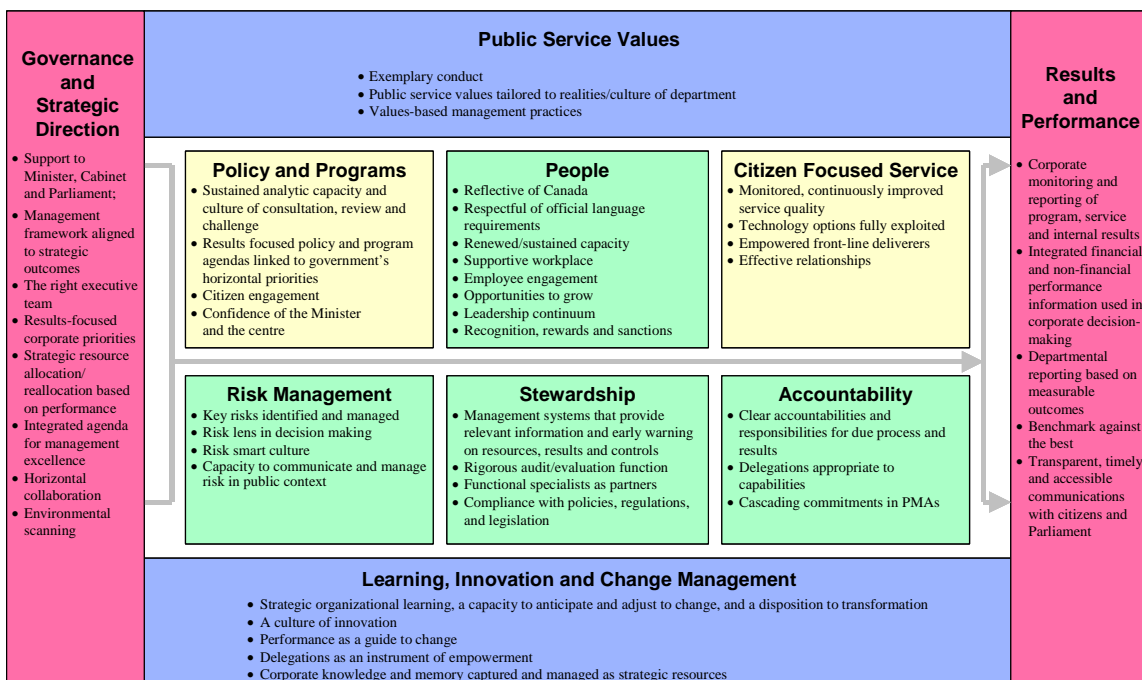 Governance
and
Strategic
Direction
• Support to
Minister, Cabinet
and Parliament;
• Management
framework aligned
to strategic
outcomes
• The right executive
team
• Results-focused
corporate priorities
• Strategic resource
allocation/
reallocation based
on performance
• Integrated agenda
for management
excellence
• Horizontal
collaboration
• Environmental
scanning
Public Service Values
• Exemplary conduct
• Public service values tailored to realities/culture of department
• Values-based management practices
Policy and Programs
• Sustained analytic capacity and
culture of consultation, review and
challenge
• Results focused policy and program
agendas linked to government's
horizontal priorities
• Citizen engagement
• Confidence of the Minister
and the centre
People
• Reflective of Canada
• Respectful of official language
requirements
• Renewed/sustained capacity
• Supportive workplace
• Employee engagement
• Opportunities to grow
• Leadership continuum
• Recognition, rewards and sanctions
Citizen Focused Service
• Monitored, continuously improved
service quality
• Technology options fully exploited
• Empowered front-line deliverers
• Effective relationships
Risk Management
• Key risks identified and managed
• Risk lens in decision making
• Risk smart culture
• Capacity to communicate and manage
risk in public context
Stewardship
• Management systems that provide
relevant information and early warning
on resources, results and controls
• Rigorous audit/evaluation function
• Functional specialists as partners
• Compliance with policies, regulations,
and legislation
Accountability
• Clear accountabilities and
responsibilities for due process and
results
• Delegations appropriate to
capabilities
• Cascading commitments in PMAs
Learning, Innovation and Change Management
• Strategic organizational learning, a capacity to anticipate and adjust to change, and a disposition to transformation
• A culture of innovation
• Performance as a guide to change
• Delegations as an instrument of empowerment
• Corporate knowledge and memory captured and managed as strategic resources
Results
and
Performance
• Corporate
monitoring and
reporting of
program, service
and internal results
• Integrated financial
and non-financial
performance
information used in
corporate decision-
making
• Departmental
reporting based on
measurable
outcomes
• Benchmark against
the best
• Transparent, timely
and accessible
communications
with citizens and
Parliament